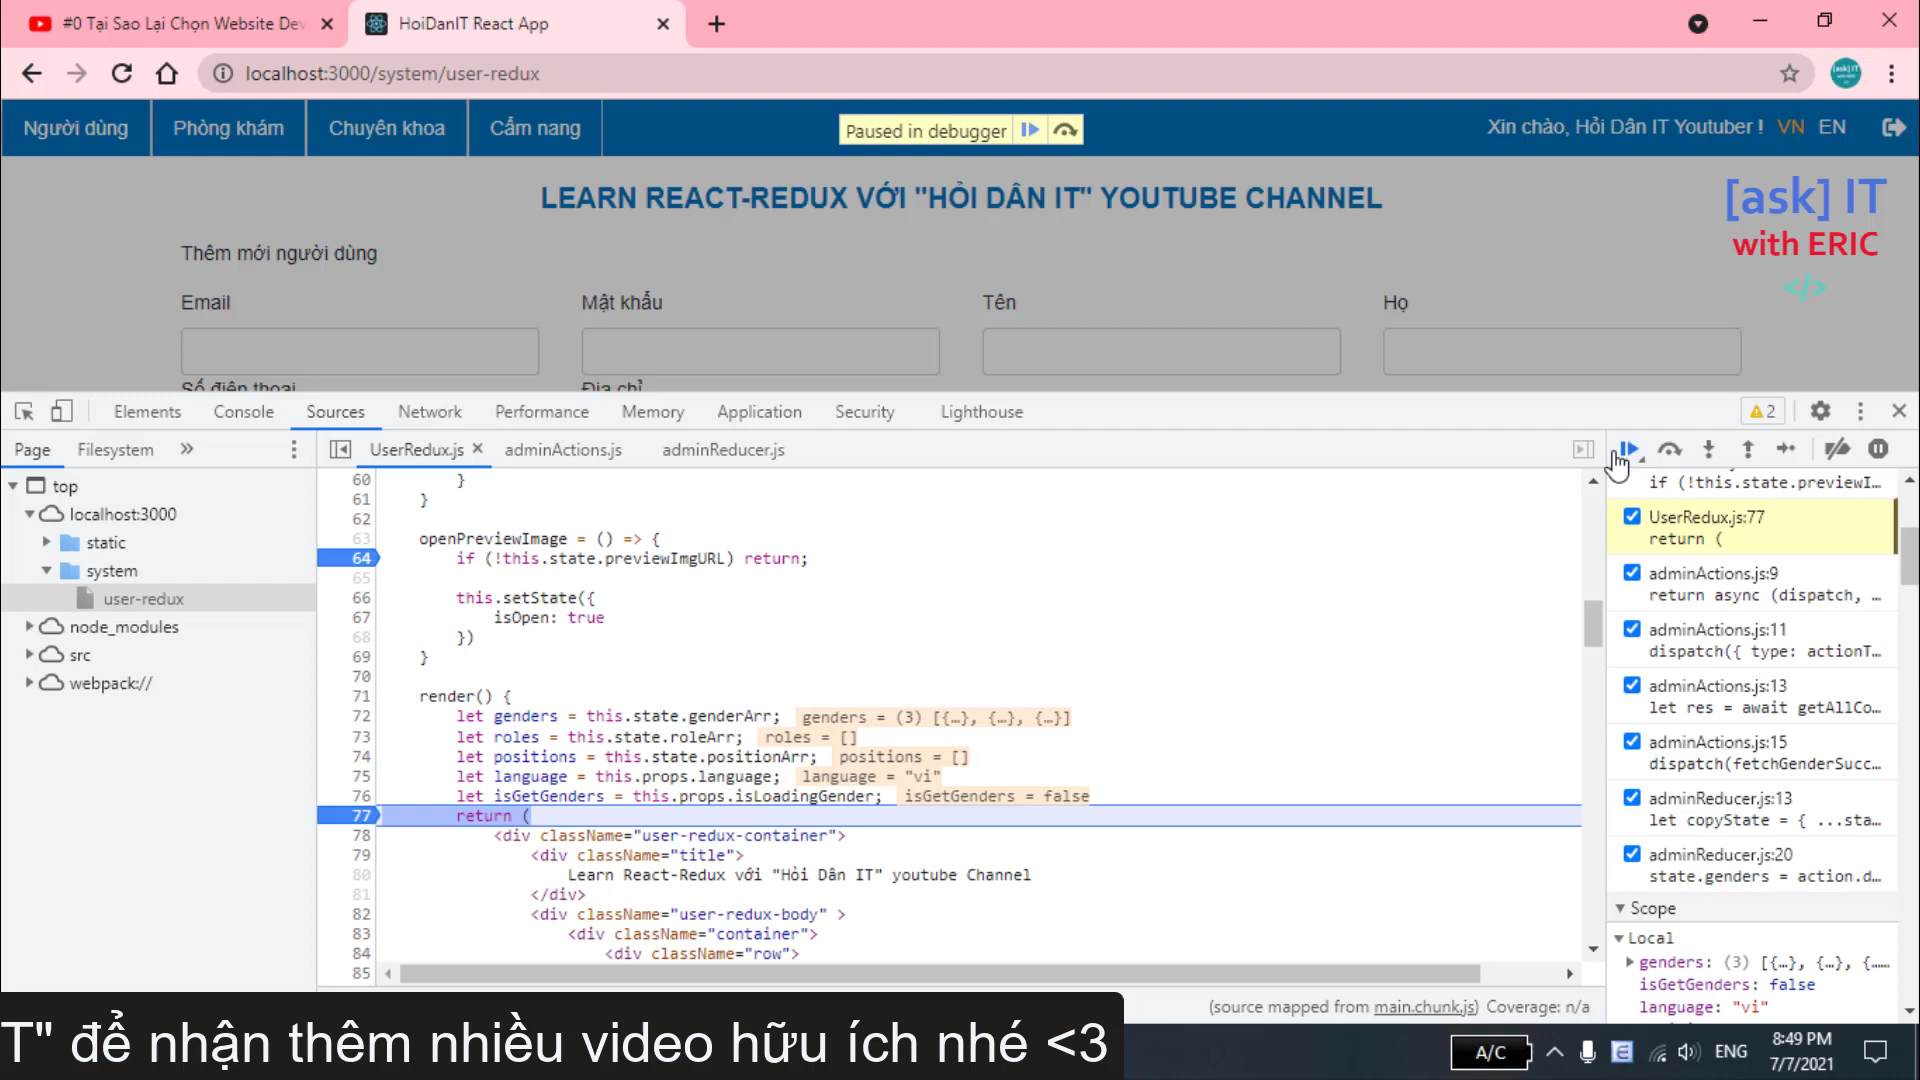 #0 Tại Sao Lại Chọn Website Dev
HoiDanIT React App
localhost:3000/system/user-redux
Người dùng
Phòng khám
Chuyên khoa
Cẩm nang
Paused in debugger
Xin chào, Hỏi Dân IT Youtuber !
VN
EN
LEARN REACT-REDUX VỚI "HỎI DÂN IT" YOUTUBE CHANNEL
[ask] IT
with ERIC
</>
Thêm mới người dùng
Email
Mật khẩu
Tên
Họ
Số điện thoại
Địa chỉ
Elements
Console
Sources
Network
Performance
Memory
Application
Security
Lighthouse
2
Page
Filesystem
UserRedux.js
adminActions.js
adminReducer.js
top
localhost:3000
static
system
user-redux
node_modules
src
webpack://
60 }
61 }
62
63 openPreviewImage = () => {
64 if (!this.state.previewImgURL) return;
65
66 this.setState({
67 isOpen: true
68 })
69 }
70
71 render() {
72 let genders = this.state.genderArr; genders = (3) [{…}, {…}, {…}]
73 let roles = this.state.roleArr; roles = []
74 let positions = this.state.positionArr; positions = []
75 let language = this.props.language; language = "vi"
76 let isGetGenders = this.props.isLoadingGender; isGetGenders = false
77 return (
78 <div className="user-redux-container">
79 <div className="title">
80 Learn React-Redux với "Hỏi Dân IT" youtube Channel
81 </div>
82 <div className="user-redux-body" >
83 <div className="container">
84 <div className="row">
85
if (!this.state.previewI…
UserRedux.js:77
return (
adminActions.js:9
return async (dispatch, …
adminActions.js:11
dispatch({ type: actionT…
adminActions.js:13
let res = await getAllCo…
adminActions.js:15
dispatch(fetchGenderSucc…
adminReducer.js:13
let copyState = { ...sta…
adminReducer.js:20
state.genders = action.d…
Scope
Local
genders: (3) [{…}, {…}, {……
isGetGenders: false
language: "vi"
(source mapped from main.chunk.js) Coverage: n/a
T" để nhận thêm nhiều video hữu ích nhé <3
A/C
ENG
8:49 PM
7/7/2021